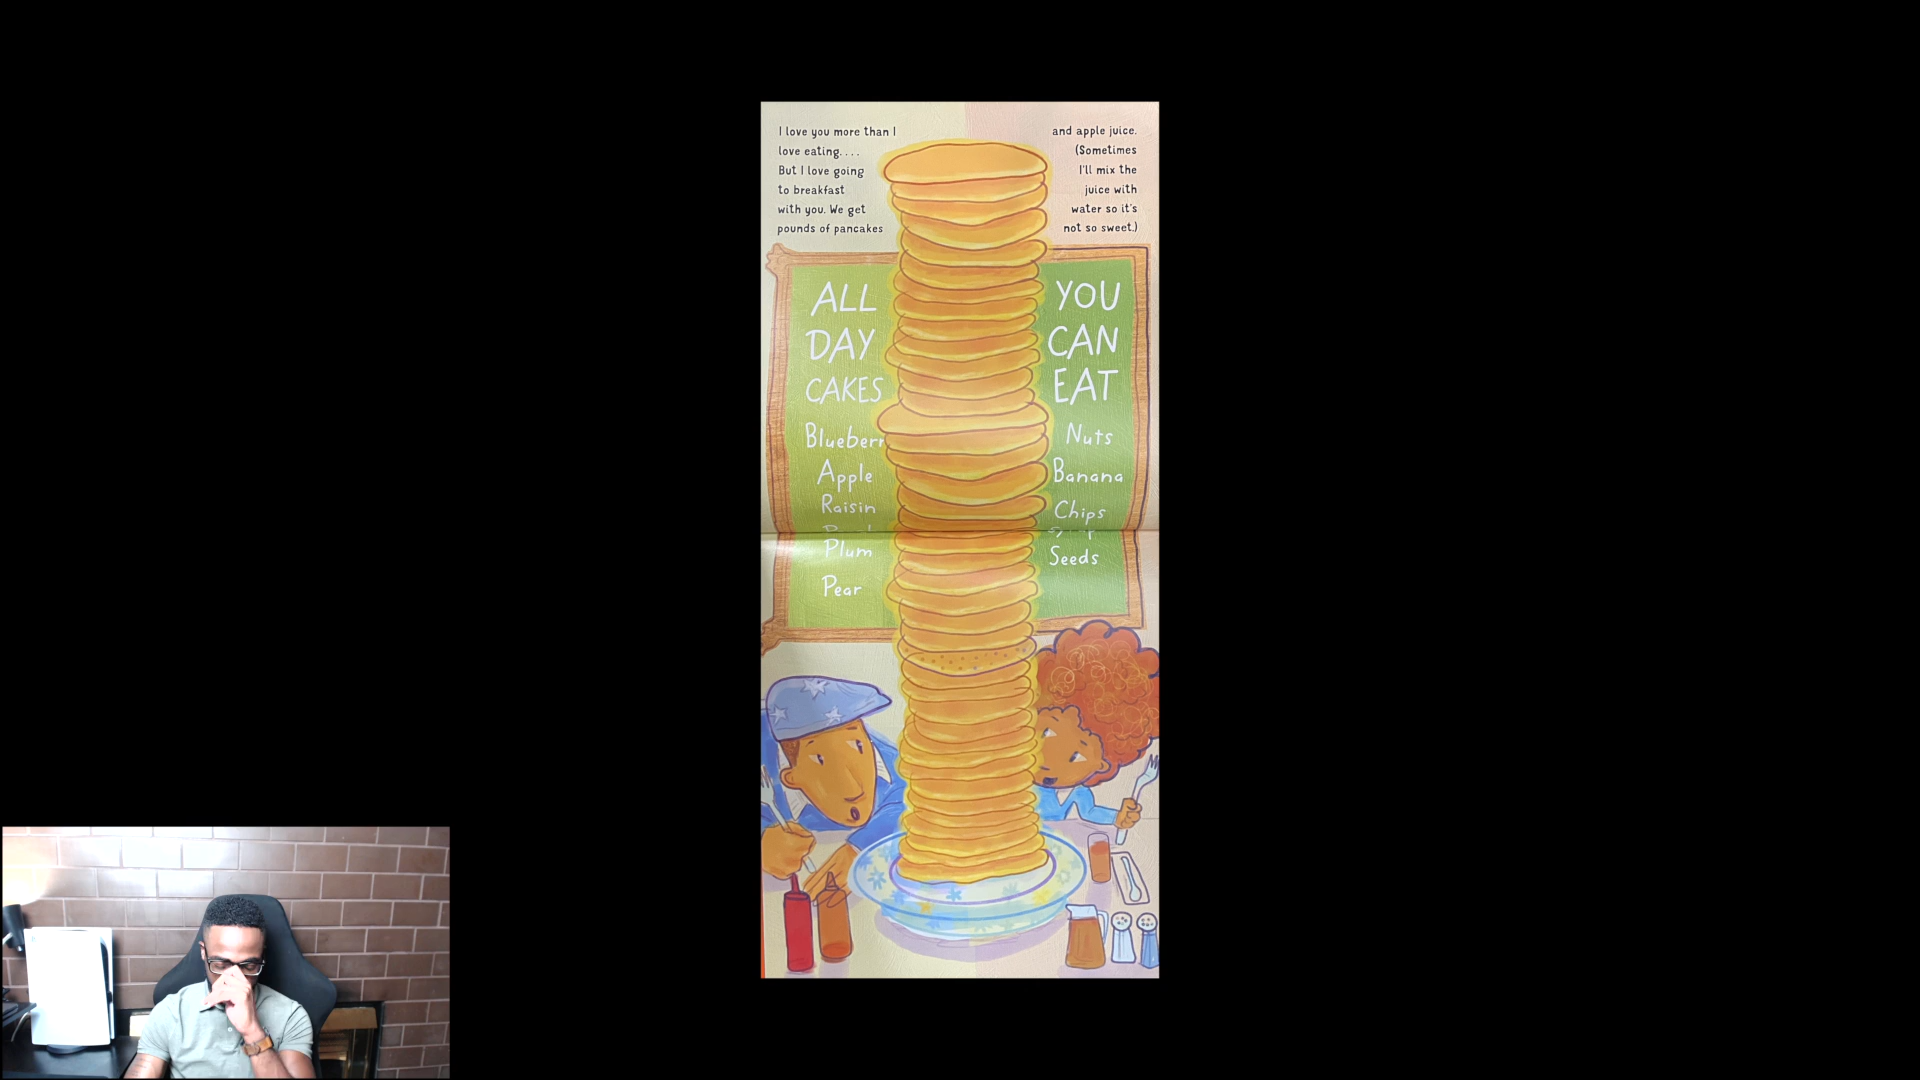 I love you more than I
love eating....
But I love going
to breakfast
with you. We get
pounds of pancakes
and apple juice.
(Sometimes
I'll mix the
juice with
water so it's
not so sweet.)
ALL
DAY
CAKES
Blueberr
Apple
Raisin
Plum
Pear
YOU
CAN
EAT
Nuts
Banana
Chips
Seeds